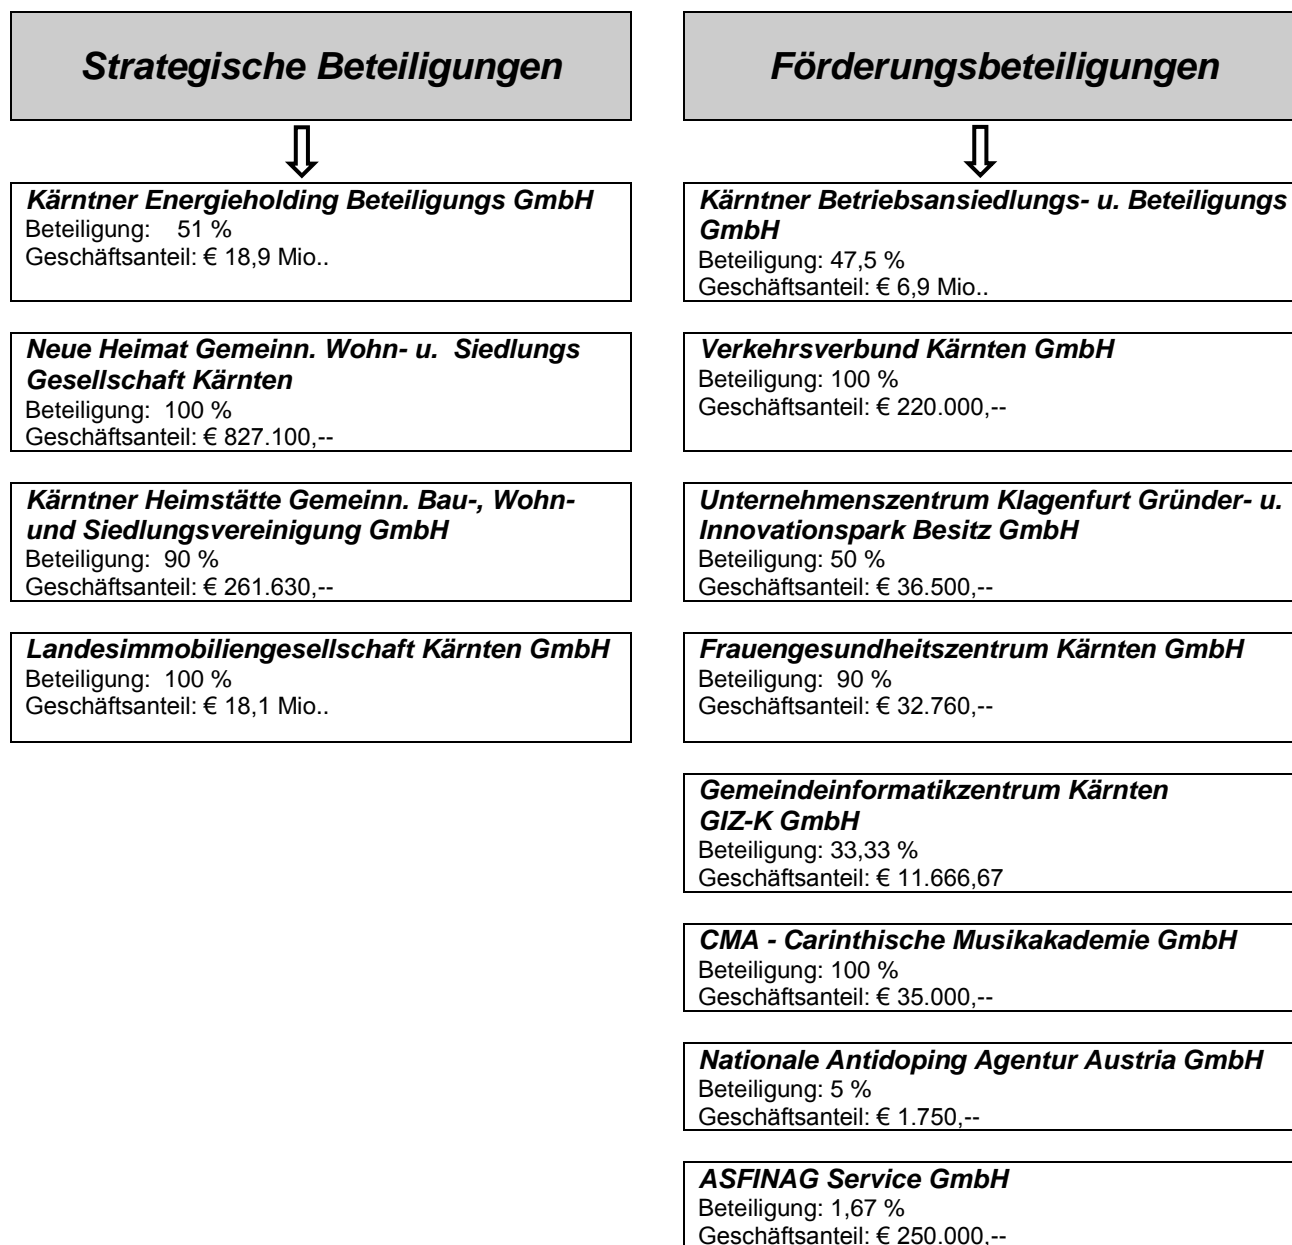 Strategische Beteiligungen
Kärntner Energieholding Beteiligungs GmbH
Beteiligung: 51 %
Geschäftsanteil: € 18,9 Mio..
Neue Heimat Gemeinn. Wohn- u. Siedlungs
Gesellschaft Kärnten
Beteiligung: 100 %
Geschäftsanteil: € 827.100,--
Kärntner Heimstätte Gemeinn. Bau-, Wohn-
und Siedlungsvereinigung GmbH
Beteiligung: 90 %
Geschäftsanteil: € 261.630,--
Landesimmobiliengesellschaft Kärnten GmbH
Beteiligung: 100 %
Geschäftsanteil: € 18,1 Mio..
Förderungsbeteiligungen
Kärntner Betriebsansiedlungs- u. Beteiligungs
GmbH
Beteiligung: 47,5 %
Geschäftsanteil: € 6,9 Mio..
Verkehrsverbund Kärnten GmbH
Beteiligung: 100 %
Geschäftsanteil: € 220.000,--
Unternehmenszentrum Klagenfurt Gründer- u.
Innovationspark Besitz GmbH
Beteiligung: 50 %
Geschäftsanteil: € 36.500,--
Frauengesundheitszentrum Kärnten GmbH
Beteiligung: 90 %
Geschäftsanteil: € 32.760,--
Gemeindeinformatikzentrum Kärnten
GIZ-K GmbH
Beteiligung: 33,33 %
Geschäftsanteil: € 11.666,67
CMA - Carinthische Musikakademie GmbH
Beteiligung: 100 %
Geschäftsanteil: € 35.000,--
Nationale Antidoping Agentur Austria GmbH
Beteiligung: 5 %
Geschäftsanteil: € 1.750,--
ASFINAG Service GmbH
Beteiligung: 1,67 %
Geschäftsanteil: € 250.000,--